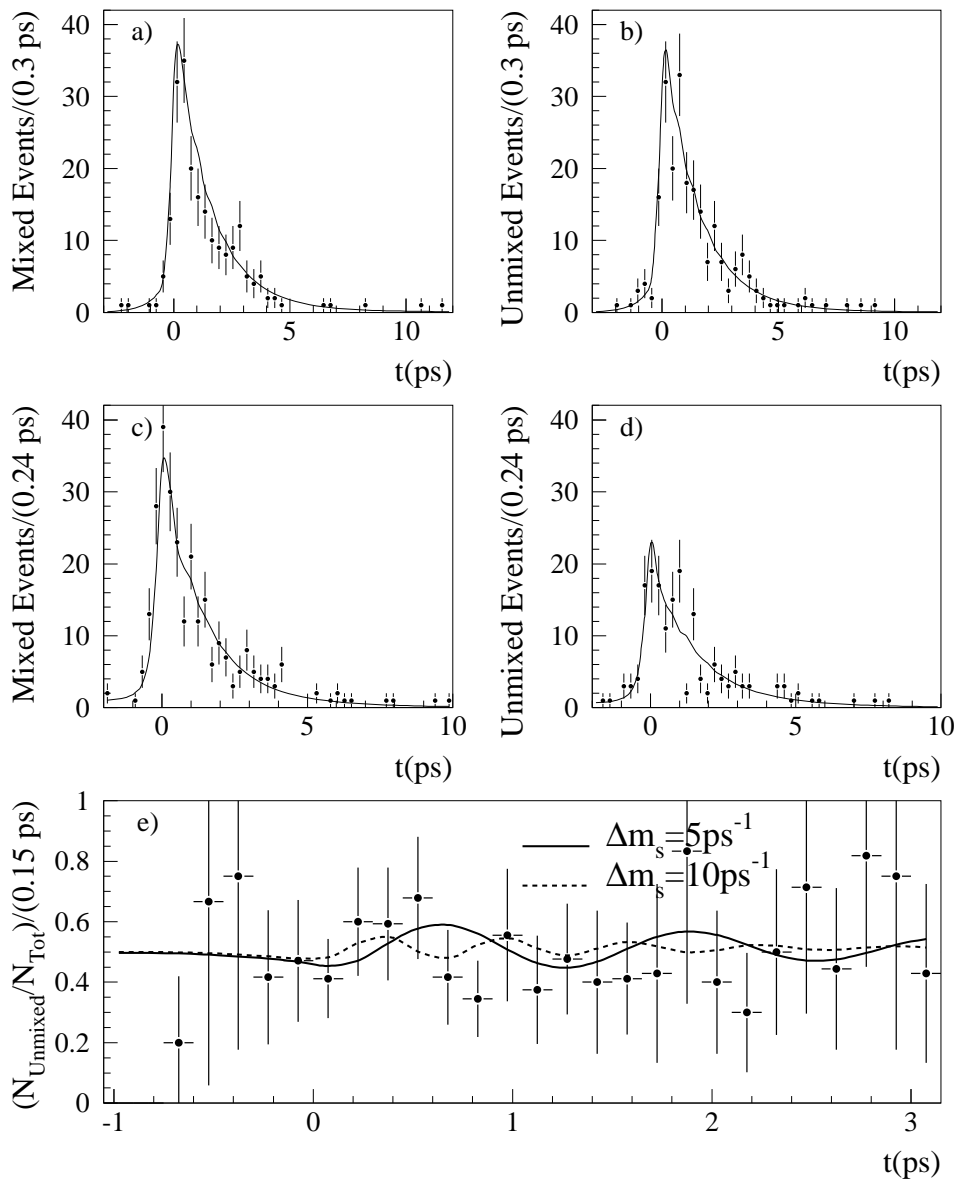 Mixed Events/(0.3 ps)
40
30
20
10
0
a)
0
5
10
t(ps)
Unmixed Events/(0.3 ps)
40
30
20
10
0
b)
0
5
10
t(ps)
Mixed Events/(0.24 ps)
40
30
20
10
0
c)
0
5
10
t(ps)
Unmixed Events/(0.24 ps)
40
30
20
10
0
d)
0
5
10
t(ps)
(N_Unmixed/N_Tot)/(0.15 ps)
1
0.8
0.6
0.4
0.2
0
e)
Δm_s=5ps^-1
Δm_s=10ps^-1
-1
0
1
2
3
t(ps)